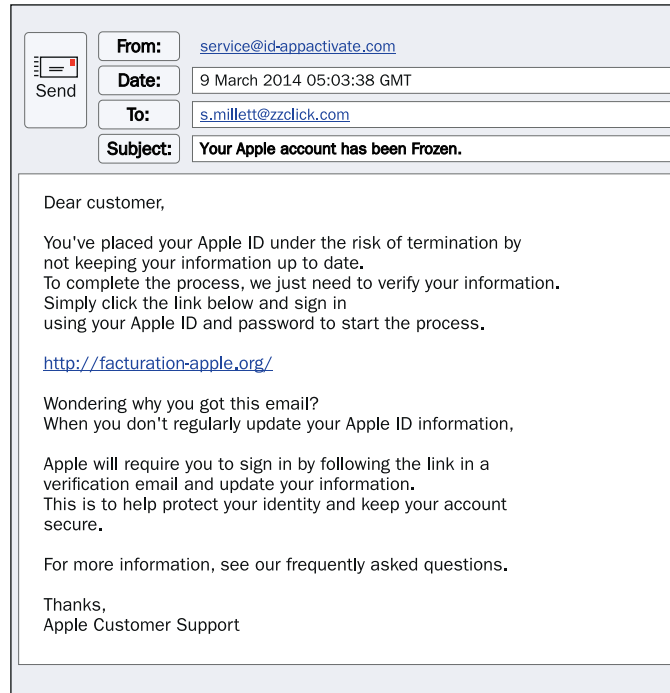 Send
From: service@id-appactivate.com
Date: 9 March 2014 05:03:38 GMT
To: s.millett@zzclick.com
Subject: Your Apple account has been Frozen.
Dear customer,
You've placed your Apple ID under the risk of termination by
not keeping your information up to date.
To complete the process, we just need to verify your information.
Simply click the link below and sign in
using your Apple ID and password to start the process.
http://facturation-apple.org/
Wondering why you got this email?
When you don't regularly update your Apple ID information,
Apple will require you to sign in by following the link in a
verification email and update your information.
This is to help protect your identity and keep your account
secure.
For more information, see our frequently asked questions.
Thanks,
Apple Customer Support